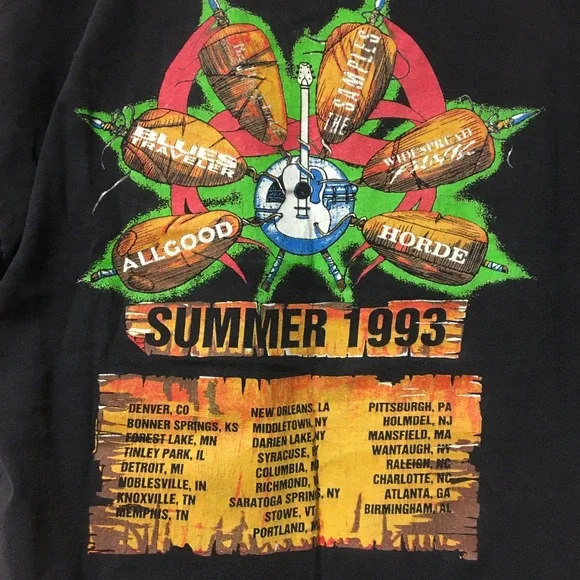 THE SAMPLES
BLUES
TRAVELER
WIDESPREAD
PANIC
ALLGOOD
HORDE
SUMMER 1993
DENVER, CO
BONNER SPRINGS, KS
FOREST LAKE, MN
TINLEY PARK, IL
DETROIT, MI
NOBLESVILLE, IN
KNOXVILLE, TN
MEMPHIS, TN
NEW ORLEANS, LA
MIDDLETOWN, NY
DARIEN LAKE, NY
SYRACUSE,
COLUMBIA,
RICHMOND,
SARATOGA SPRINGS, NY
STOWE, VT
PORTLAND,
PITTSBURGH, PA
HOLMDEL, NJ
MANSFIELD, MA
WANTAUGH, NY
RALEIGH, NC
CHARLOTTE, NC
ATLANTA, GA
BIRMINGHAM, AL